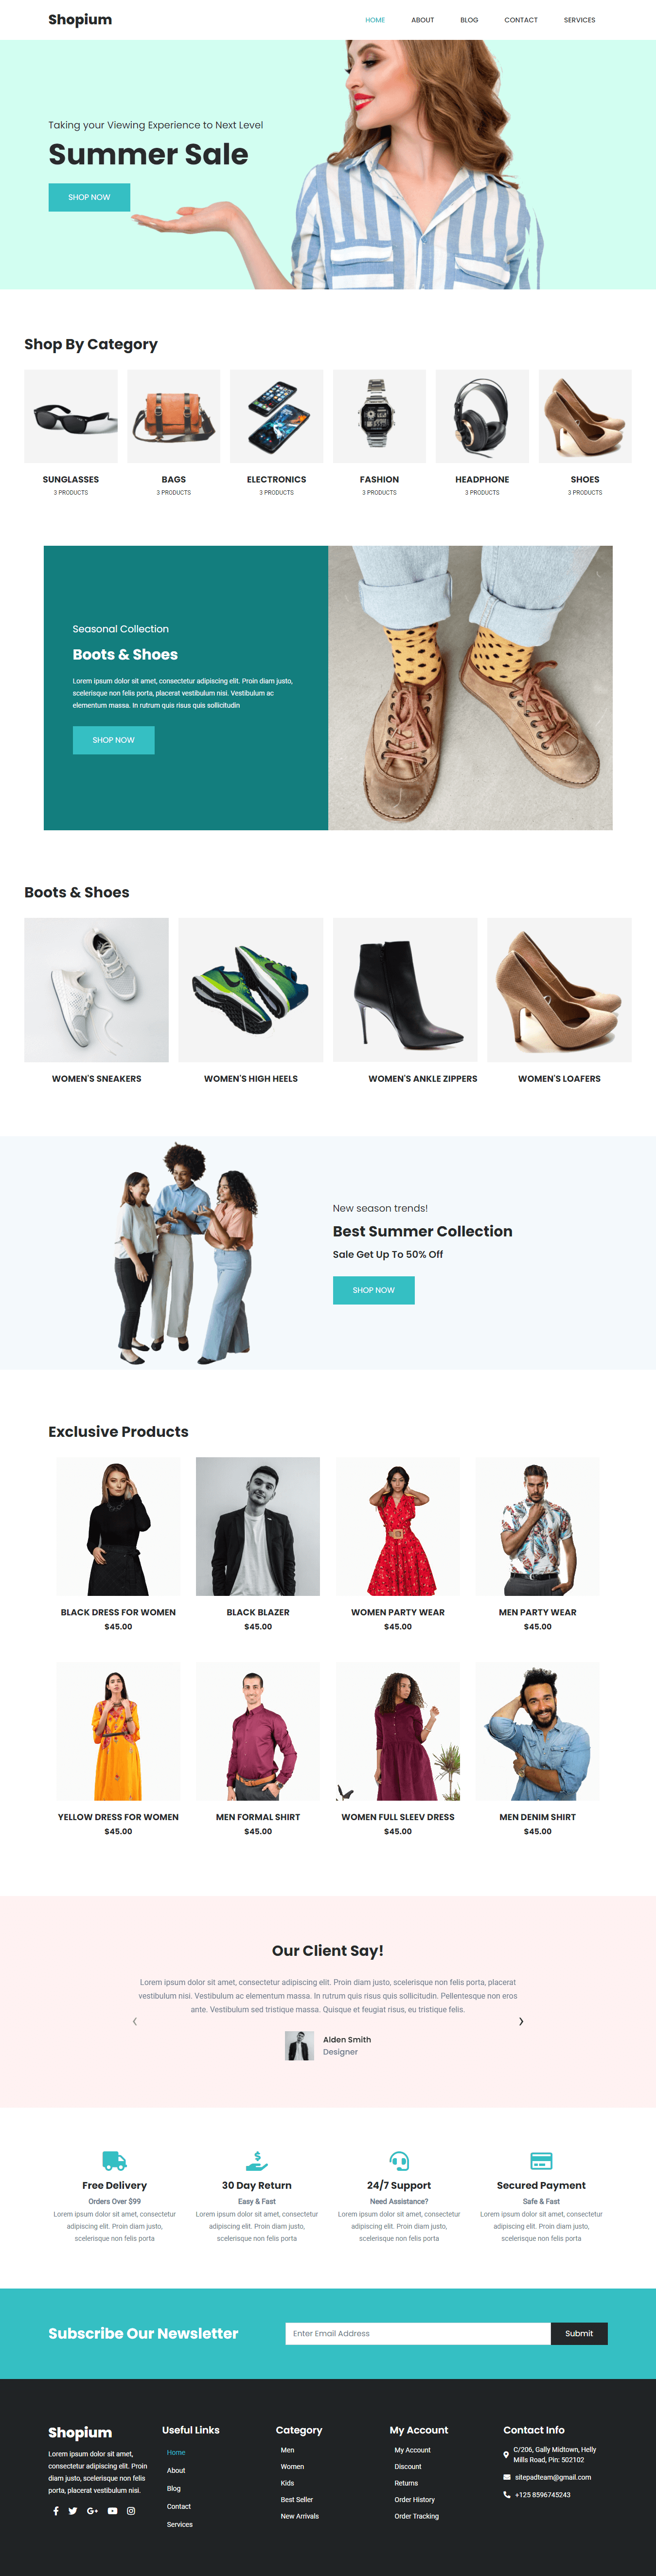 Shopium
HOME ABOUT BLOG CONTACT SERVICES
Taking your Viewing Experience to Next Level
Summer Sale
SHOP NOW
Shop By Category
SUNGLASSES
3 PRODUCTS
BAGS
3 PRODUCTS
ELECTRONICS
3 PRODUCTS
FASHION
3 PRODUCTS
HEADPHONE
3 PRODUCTS
SHOES
3 PRODUCTS
Seasonal Collection
Boots & Shoes
Lorem ipsum dolor sit amet, consectetur adipiscing elit. Proin diam justo,
scelerisque non felis porta, placerat vestibulum nisi. Vestibulum ac
elementum massa. In rutrum quis risus quis sollicitudin
SHOP NOW
Boots & Shoes
WOMEN'S SNEAKERS
WOMEN'S HIGH HEELS
WOMEN'S ANKLE ZIPPERS
WOMEN'S LOAFERS
New season trends!
Best Summer Collection
Sale Get Up To 50% Off
SHOP NOW
Exclusive Products
BLACK DRESS FOR WOMEN
$45.00
BLACK BLAZER
$45.00
WOMEN PARTY WEAR
$45.00
MEN PARTY WEAR
$45.00
YELLOW DRESS FOR WOMEN
$45.00
MEN FORMAL SHIRT
$45.00
WOMEN FULL SLEEV DRESS
$45.00
MEN DENIM SHIRT
$45.00
Our Client Say!
Lorem ipsum dolor sit amet, consectetur adipiscing elit. Proin diam justo, scelerisque non felis porta, placerat
vestibulum nisi. Vestibulum ac elementum massa. In rutrum quis risus quis sollicitudin. Pellentesque non eros
ante. Vestibulum sed tristique massa. Quisque et feugiat risus, eu tristique felis.
Alden Smith
Designer
Free Delivery
Orders Over $99
Lorem ipsum dolor sit amet, consectetur
adipiscing elit. Proin diam justo,
scelerisque non felis porta
30 Day Return
Easy & Fast
Lorem ipsum dolor sit amet, consectetur
adipiscing elit. Proin diam justo,
scelerisque non felis porta
24/7 Support
Need Assistance?
Lorem ipsum dolor sit amet, consectetur
adipiscing elit. Proin diam justo,
scelerisque non felis porta
Secured Payment
Safe & Fast
Lorem ipsum dolor sit amet, consectetur
adipiscing elit. Proin diam justo,
scelerisque non felis porta
Subscribe Our Newsletter
Enter Email Address
Submit
Shopium
Lorem ipsum dolor sit amet,
consectetur adipiscing elit. Proin
diam justo, scelerisque non felis
porta, placerat vestibulum nisi.
Useful Links
Home
About
Blog
Contact
Services
Category
Men
Women
Kids
Best Seller
New Arrivals
My Account
My Account
Discount
Returns
Order History
Order Tracking
Contact Info
C/206, Gally Midtown, Helly
Mills Road, Pin: 502102
sitepadteam@gmail.com
+125 8596745243